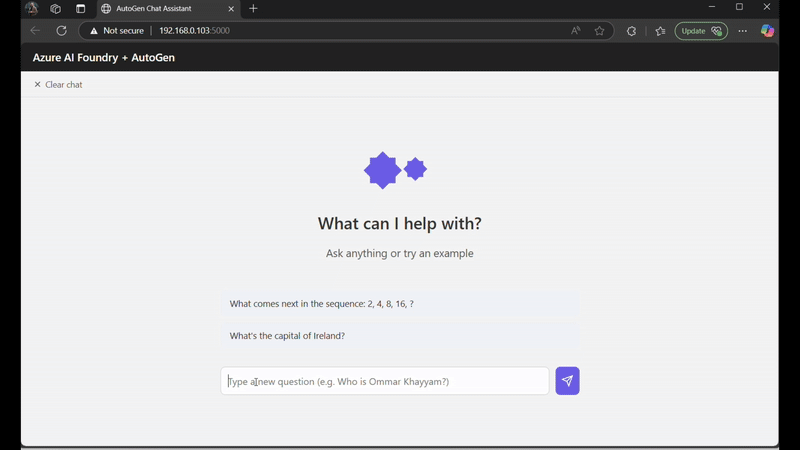 AutoGen Chat Assistant
Not secure
192.168.0.103:5000
Update
Azure AI Foundry + AutoGen
Clear chat
What can I help with?
Ask anything or try an example
What comes next in the sequence: 2, 4, 8, 16, ?
What's the capital of Ireland?
Type a new question (e.g. Who is Ommar Khayyam?)